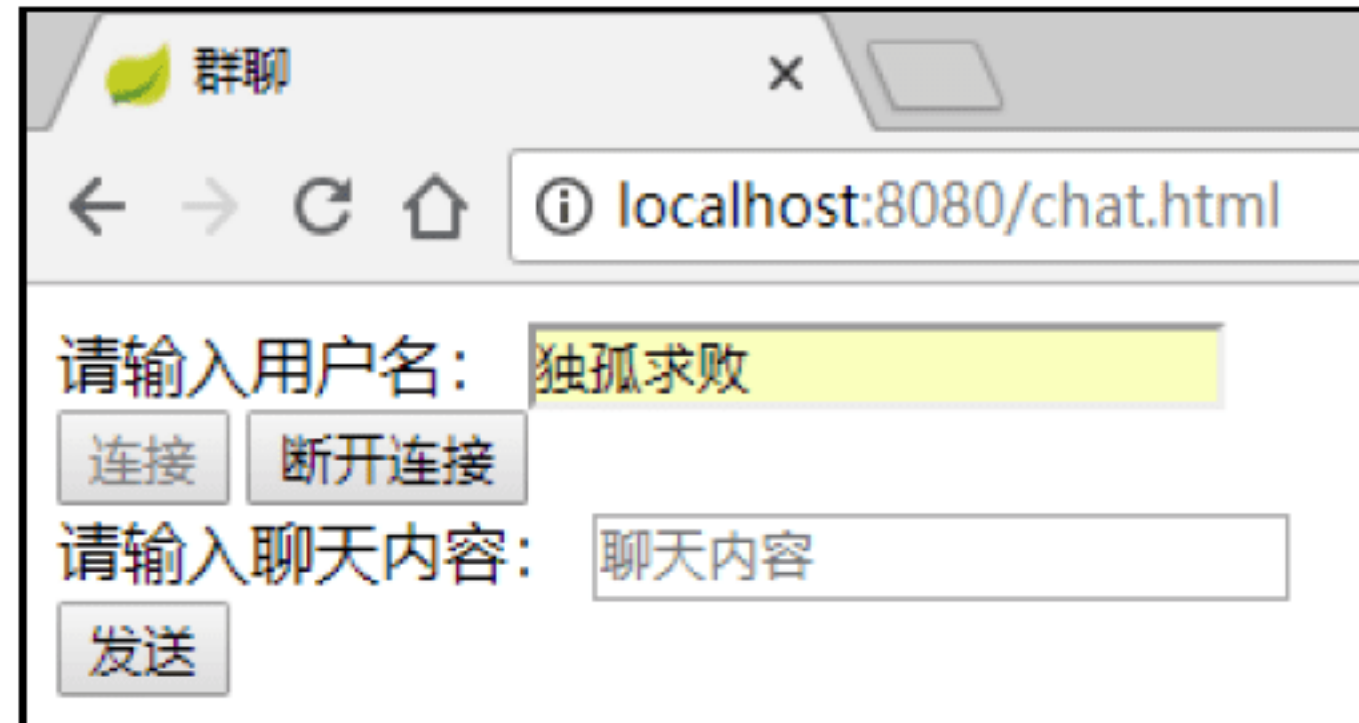 群聊
localhost:8080/chat.html
请输入用户名： 独孤求败
连接 断开连接
请输入聊天内容： 聊天内容
发送